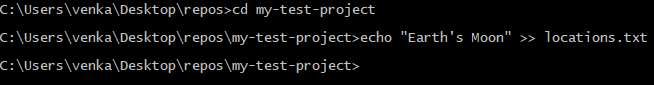 C:\Users\venka\Desktop\repos>cd my-test-project
C:\Users\venka\Desktop\repos\my-test-project>echo "Earth's Moon" >> locations.txt
C:\Users\venka\Desktop\repos\my-test-project>